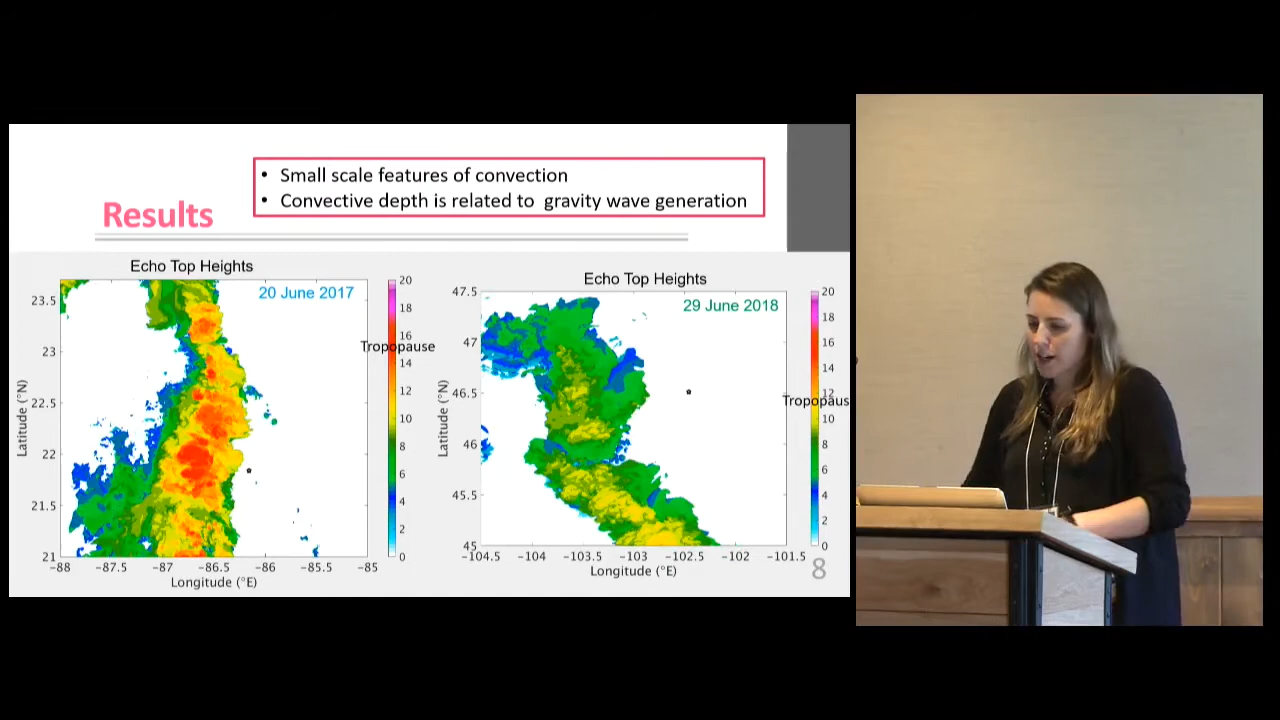 • Small scale features of convection
• Convective depth is related to gravity wave generation
Results
Echo Top Heights
20 June 2017
23.5
23
22.5
22
21.5
21
Latitude (°N)
−88 −87.5 −87 −86.5 −86 −85.5 −85
Longitude (°E)
20
18
16
14
12
10
8
6
4
2
0
Tropopause
Echo Top Heights
29 June 2018
47.5
47
46.5
46
45.5
45
Latitude (°N)
−104.5 −104 −103.5 −103 −102.5 −102 −101.5
Longitude (°E)
20
18
16
14
12
10
8
6
4
2
0
Tropopaus
8